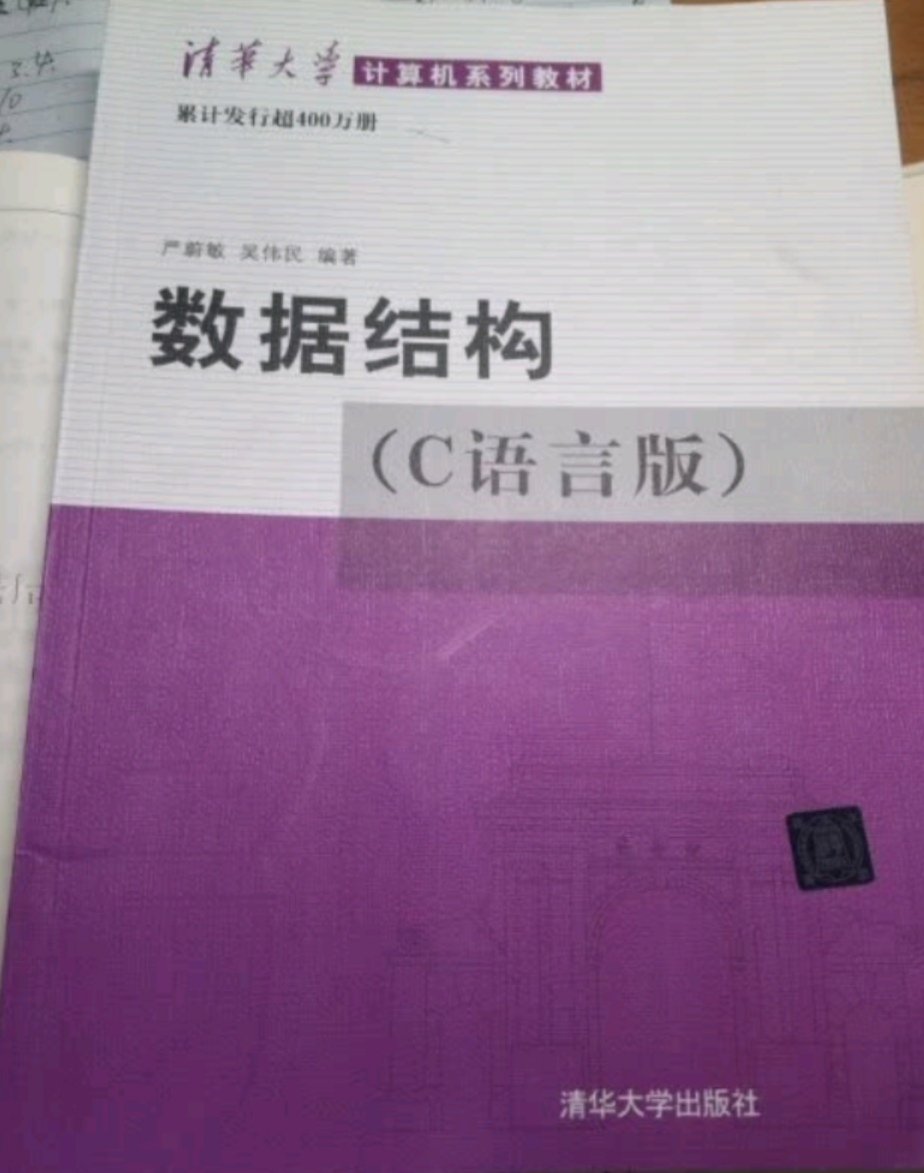 清华大学 计算机系列教材
累计发行超400万册
严蔚敏 吴伟民 编著
数据结构
（C语言版）
清华大学出版社